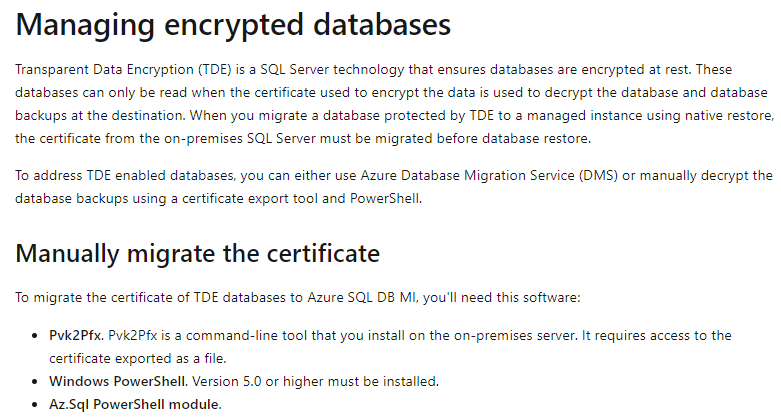 Managing encrypted databases
Transparent Data Encryption (TDE) is a SQL Server technology that ensures databases are encrypted at rest. These
databases can only be read when the certificate used to encrypt the data is used to decrypt the database and database
backups at the destination. When you migrate a database protected by TDE to a managed instance using native restore,
the certificate from the on-premises SQL Server must be migrated before database restore.
To address TDE enabled databases, you can either use Azure Database Migration Service (DMS) or manually decrypt the
database backups using a certificate export tool and PowerShell.
Manually migrate the certificate
To migrate the certificate of TDE databases to Azure SQL DB MI, you'll need this software:
• Pvk2Pfx. Pvk2Pfx is a command-line tool that you install on the on-premises server. It requires access to the
certificate exported as a file.
• Windows PowerShell. Version 5.0 or higher must be installed.
• Az.Sql PowerShell module.